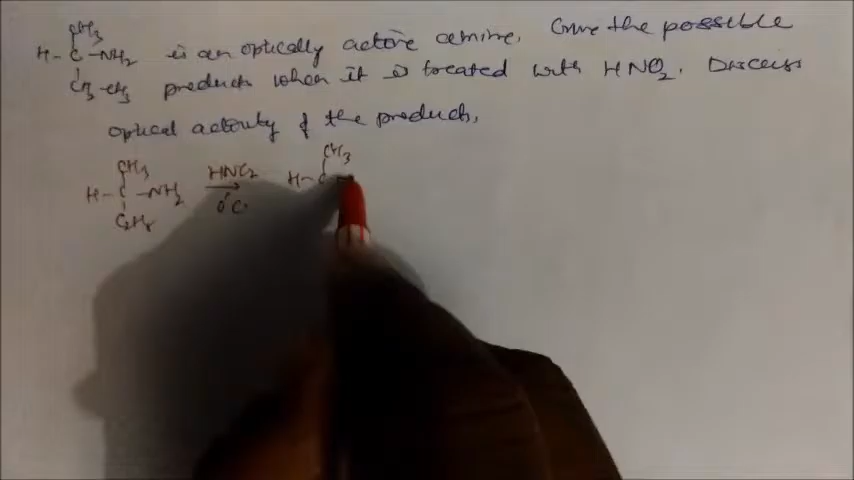 CH3
H-C-NH2 is an optically active amine. Give the possible
CH2-CH3 products when it is treated with HNO2. Discuss
optical activity of the products.
CH3 CH3
H-C-NH2 HNO2 H-C-
C2H5 0°C